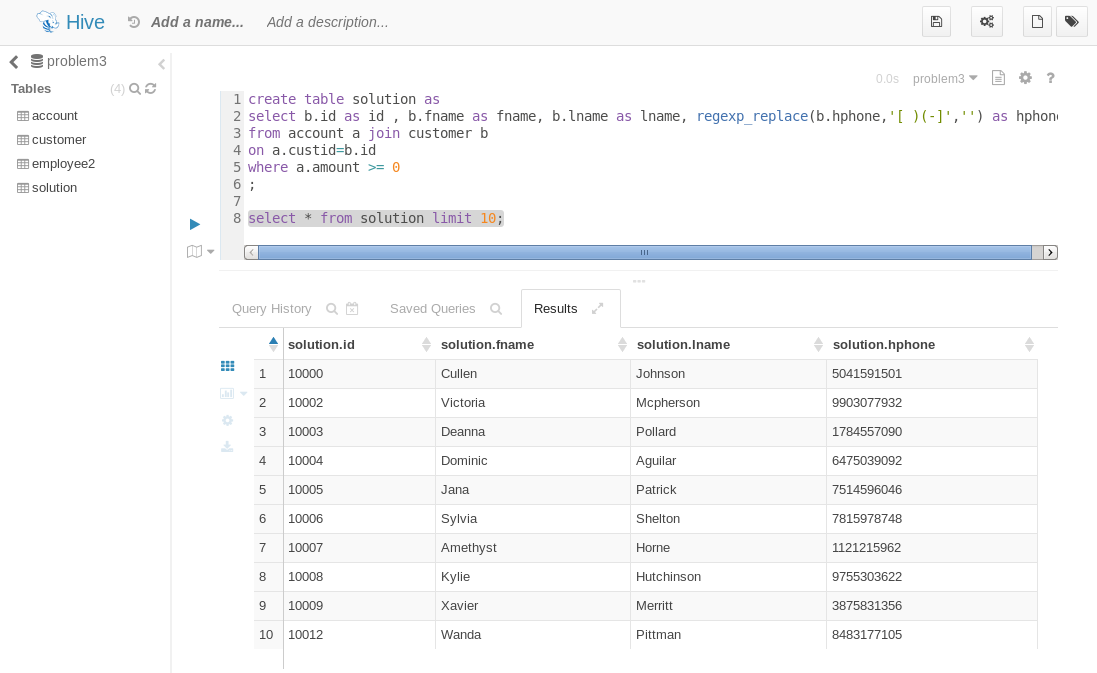 Hive Add a name... Add a description...
problem3
Tables (4)
account
customer
employee2
solution
0.0s problem3 ?
1 create table solution as
2 select b.id as id , b.fname as fname, b.lname as lname, regexp_replace(b.hphone,'[ )(-]','') as hphone
3 from account a join customer b
4 on a.custid=b.id
5 where a.amount >= 0
6 ;
7
8 select * from solution limit 10;
Query History Saved Queries Results
solution.id solution.fname solution.lname solution.hphone
1 10000 Cullen Johnson 5041591501
2 10002 Victoria Mcpherson 9903077932
3 10003 Deanna Pollard 1784557090
4 10004 Dominic Aguilar 6475039092
5 10005 Jana Patrick 7514596046
6 10006 Sylvia Shelton 7815978748
7 10007 Amethyst Horne 1121215962
8 10008 Kylie Hutchinson 9755303622
9 10009 Xavier Merritt 3875831356
10 10012 Wanda Pittman 8483177105